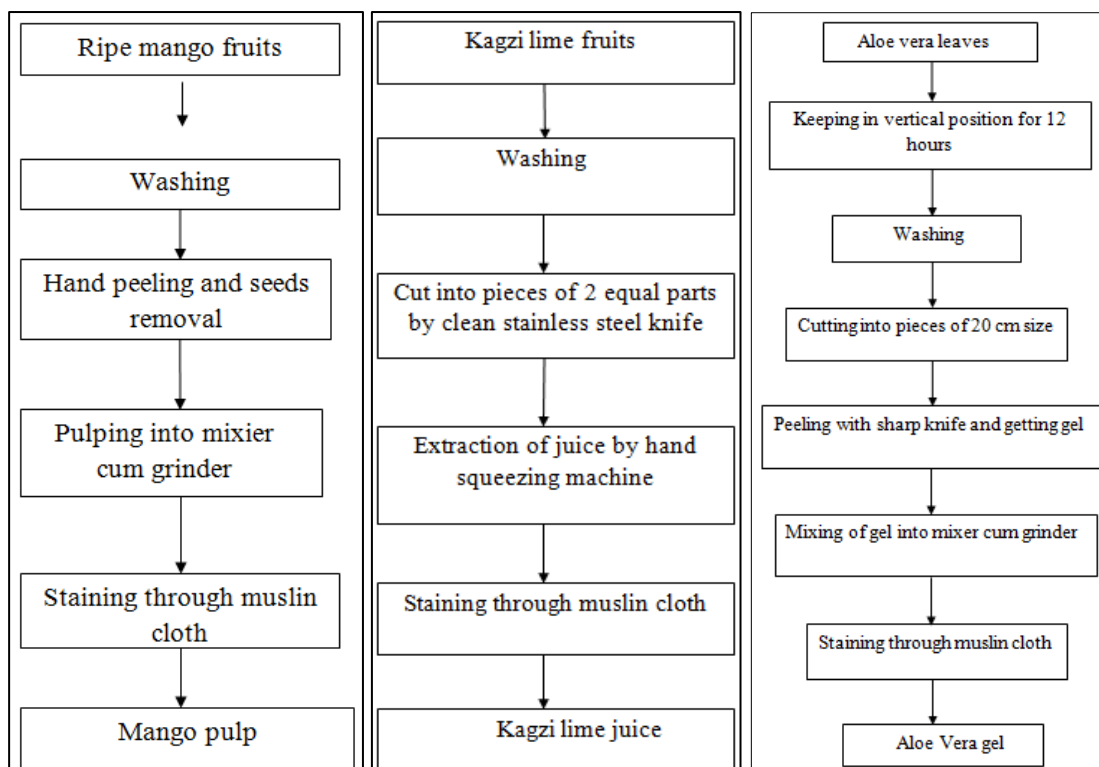 Ripe mango fruits
Washing
Hand peeling and seeds
removal
Pulping into mixier
cum grinder
Staining through muslin
cloth
Mango pulp
Kagzi lime fruits
Washing
Cut into pieces of 2 equal parts
by clean stainless steel knife
Extraction of juice by hand
squeezing machine
Staining through muslin cloth
Kagzi lime juice
Aloe vera leaves
Keeping in vertical position for 12
hours
Washing
Cutting into pieces of 20 cm size
Peeling with sharp knife and getting gel
Mixing of gel into mixer cum grinder
Staining through muslin cloth
Aloe Vera gel